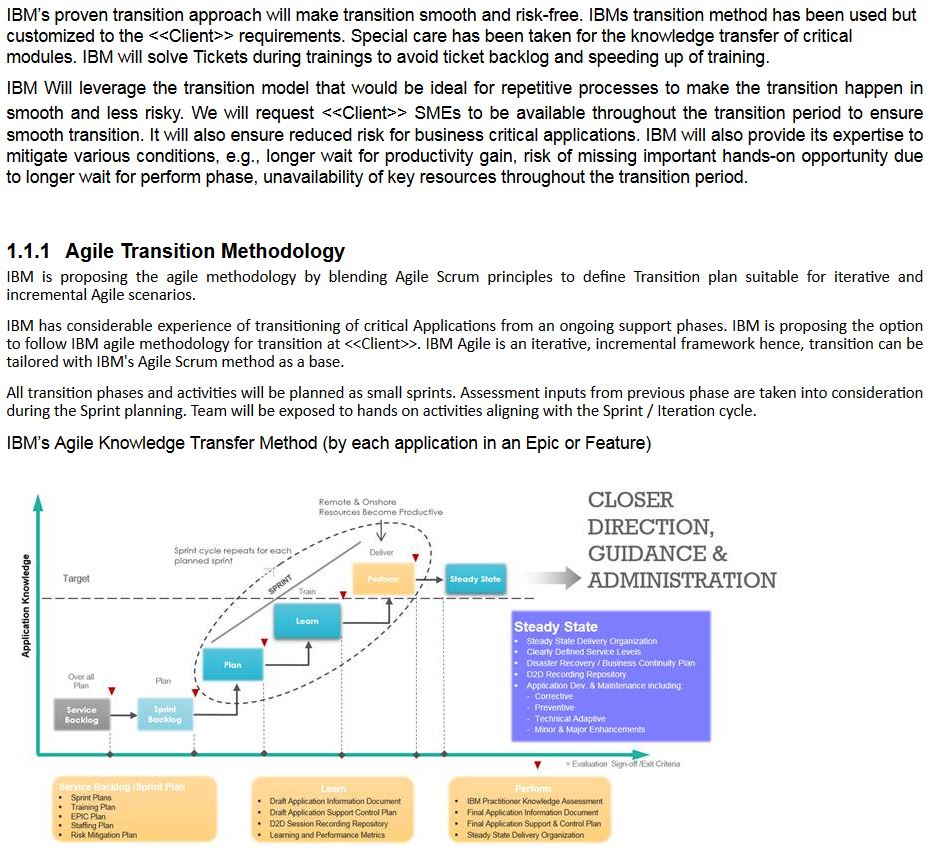 IBM's proven transition approach will make transition smooth and risk-free. IBMs transition method has been used but
customized to the <<Client>> requirements. Special care has been taken for the knowledge transfer of critical
modules. IBM will solve Tickets during trainings to avoid ticket backlog and speeding up of training.
IBM Will leverage the transition model that would be ideal for repetitive processes to make the transition happen in
smooth and less risky. We will request <<Client>> SMEs to be available throughout the transition period to ensure
smooth transition. It will also ensure reduced risk for business critical applications. IBM will also provide its expertise to
mitigate various conditions, e.g., longer wait for productivity gain, risk of missing important hands-on opportunity due
to longer wait for perform phase, unavailability of key resources throughout the transition period.
1.1.1 Agile Transition Methodology
IBM is proposing the agile methodology by blending Agile Scrum principles to define Transition plan suitable for iterative and
incremental Agile scenarios.
IBM has considerable experience of transitioning of critical Applications from an ongoing support phases. IBM is proposing the option
to follow IBM agile methodology for transition at <<Client>>. IBM Agile is an iterative, incremental framework hence, transition can be
tailored with IBM's Agile Scrum method as a base.
All transition phases and activities will be planned as small sprints. Assessment inputs from previous phase are taken into consideration
during the Sprint planning. Team will be exposed to hands on activities aligning with the Sprint / Iteration cycle.
IBM's Agile Knowledge Transfer Method (by each application in an Epic or Feature)
Application Knowledge
Target
Over all
Plan
Service
Backlog
Plan
Sprint
Backlog
Sprint cycle repeats for each
planned sprint
Plan
SPRINT
Train
Learn
Remote & Onshore
Resources Become Productive
Deliver
Perform
Steady State
CLOSER
DIRECTION,
GUIDANCE &
ADMINISTRATION
Steady State
• Steady State Delivery Organization
• Clearly Defined Service Levels
• Disaster Recovery / Business Continuity Plan
• D2D Recording Repository
• Application Dev. & Maintenance including:
- Corrective
- Preventive
- Technical Adaptive
- Minor & Major Enhancements
= Evaluation Sign-off /Exit Criteria
Service Backlog /Sprint Plan
• Sprint Plans
• Training Plan
• EPIC Plan
• Staffing Plan
• Risk Mitigation Plan
Learn
• Draft Application Information Document
• Draft Application Support Control Plan
• D2D Session Recording Repository
• Learning and Performance Metrics
Perform
• IBM Practitioner Knowledge Assessment
• Final Application Information Document
• Final Application Support & Control Plan
• Steady State Delivery Organization